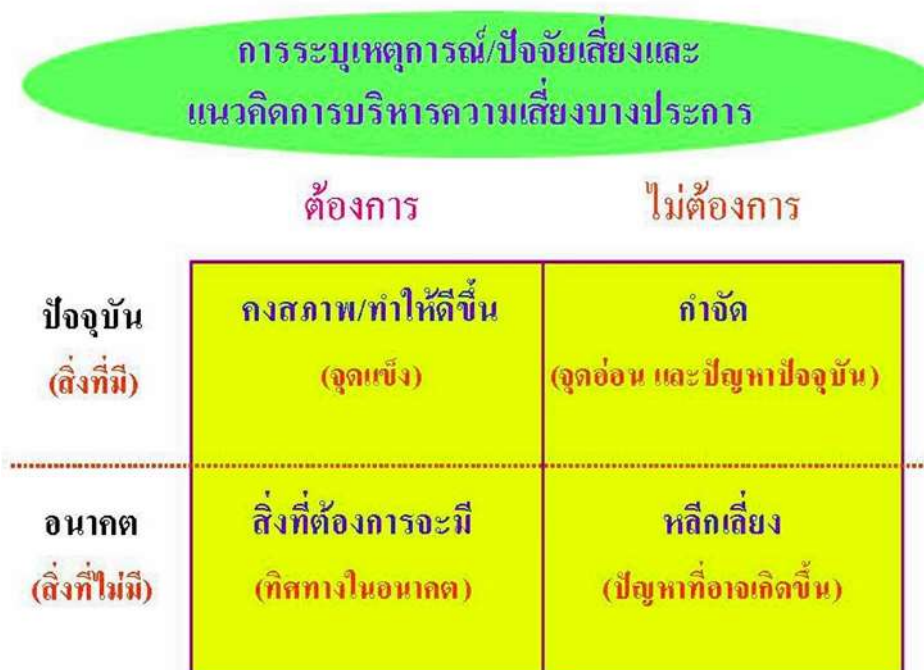 การระบุเหตุการณ์/ปัจจัยเสี่ยงและ
แนวคิดการบริหารความเสี่ยงบางประการ
ต้องการ ไม่ต้องการ
ปัจจุบัน คงสภาพ/ทำให้ดีขึ้น กำจัด
(สิ่งที่มี) (จุดแข็ง) (จุดอ่อน และปัญหาปัจจุบัน)
อนาคต สิ่งที่ต้องการจะมี หลีกเลี่ยง
(สิ่งที่ไม่มี) (ทิศทางในอนาคต) (ปัญหาที่อาจเกิดขึ้น)